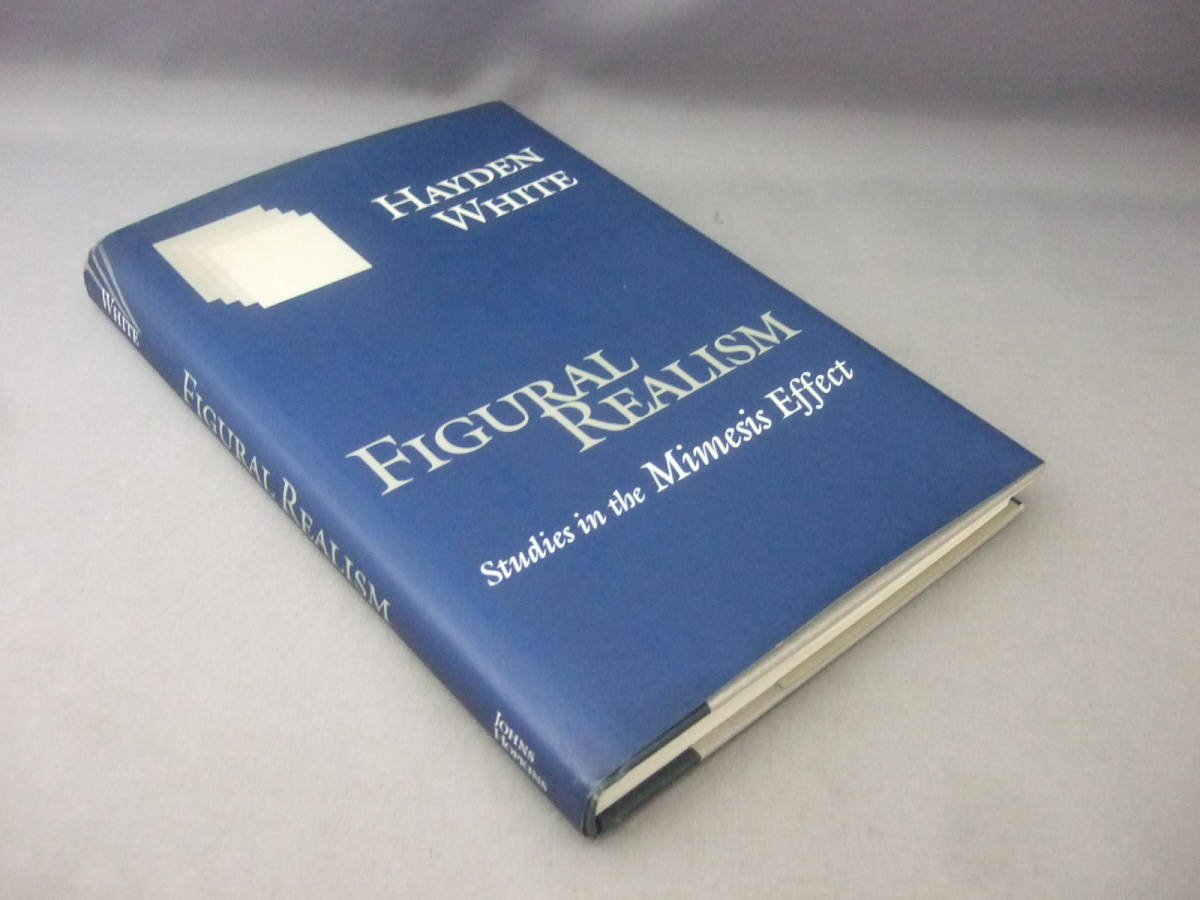 HAYDEN
WHITE
FIGURAL
REALISM
Studies in the Mimesis Effect
WHITE
FIGURAL REALISM
JOHNS
HOPKINS